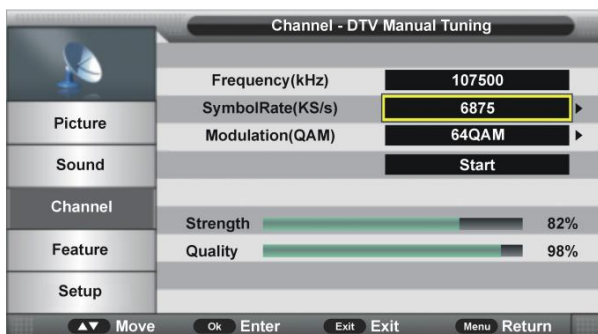 Channel - DTV Manual Tuning
Frequency(kHz) 107500
SymbolRate(KS/s) 6875
Modulation(QAM) 64QAM
Start
Picture
Sound
Channel
Feature
Setup
Strength 82%
Quality 98%
Move Ok Enter Exit Exit Menu Return